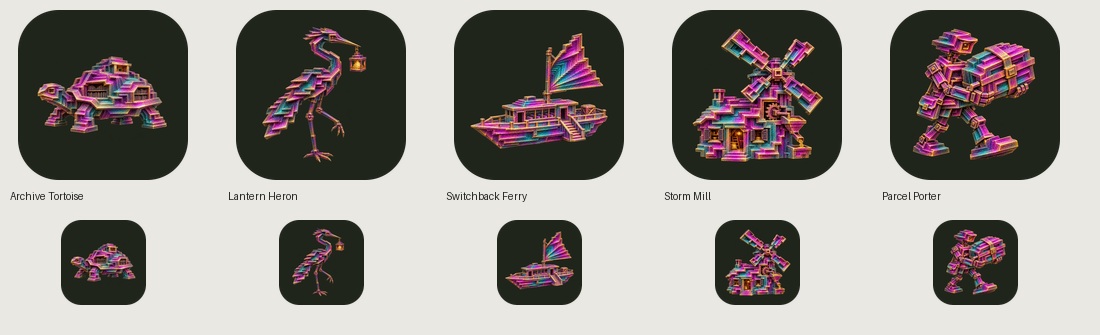 Archive Tortoise
Lantern Heron
Switchback Ferry
Storm Mill
Parcel Porter